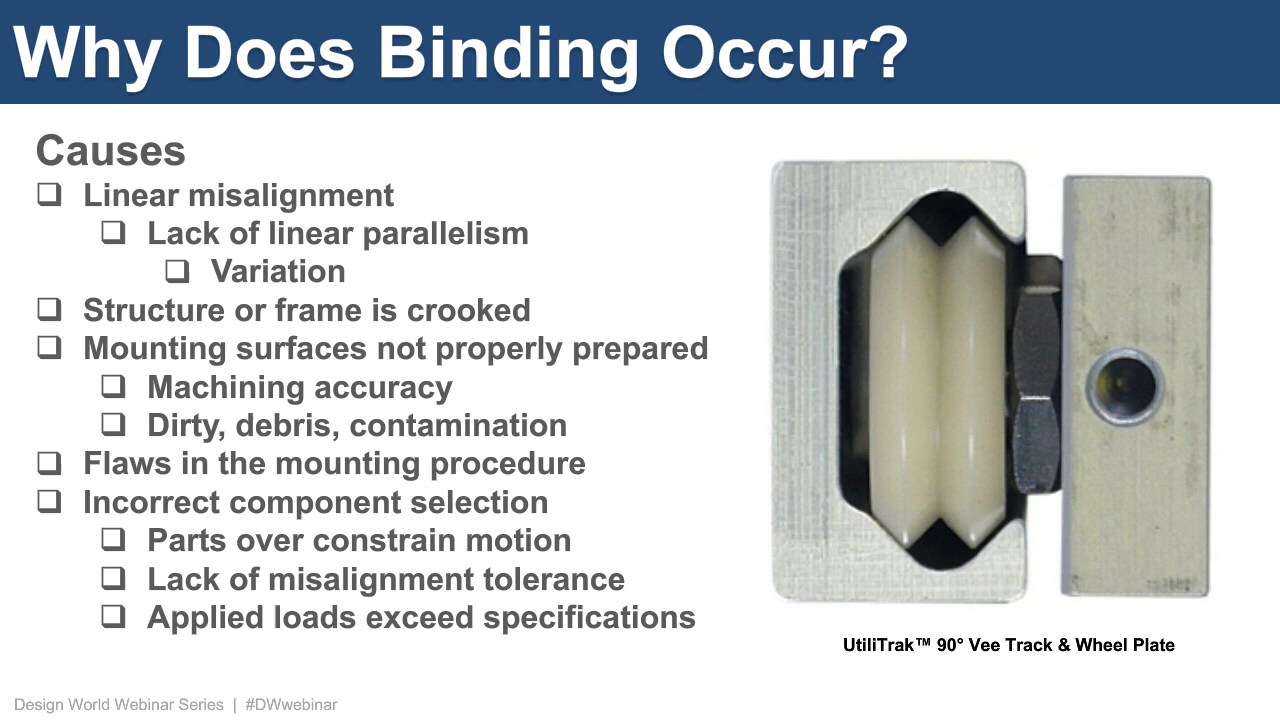 Why Does Binding Occur?
Causes
❑ Linear misalignment
❑ Lack of linear parallelism
❑ Variation
❑ Structure or frame is crooked
❑ Mounting surfaces not properly prepared
❑ Machining accuracy
❑ Dirty, debris, contamination
❑ Flaws in the mounting procedure
❑ Incorrect component selection
❑ Parts over constrain motion
❑ Lack of misalignment tolerance
❑ Applied loads exceed specifications
UtiliTrak™ 90° Vee Track & Wheel Plate
Design World Webinar Series | #DWwebinar